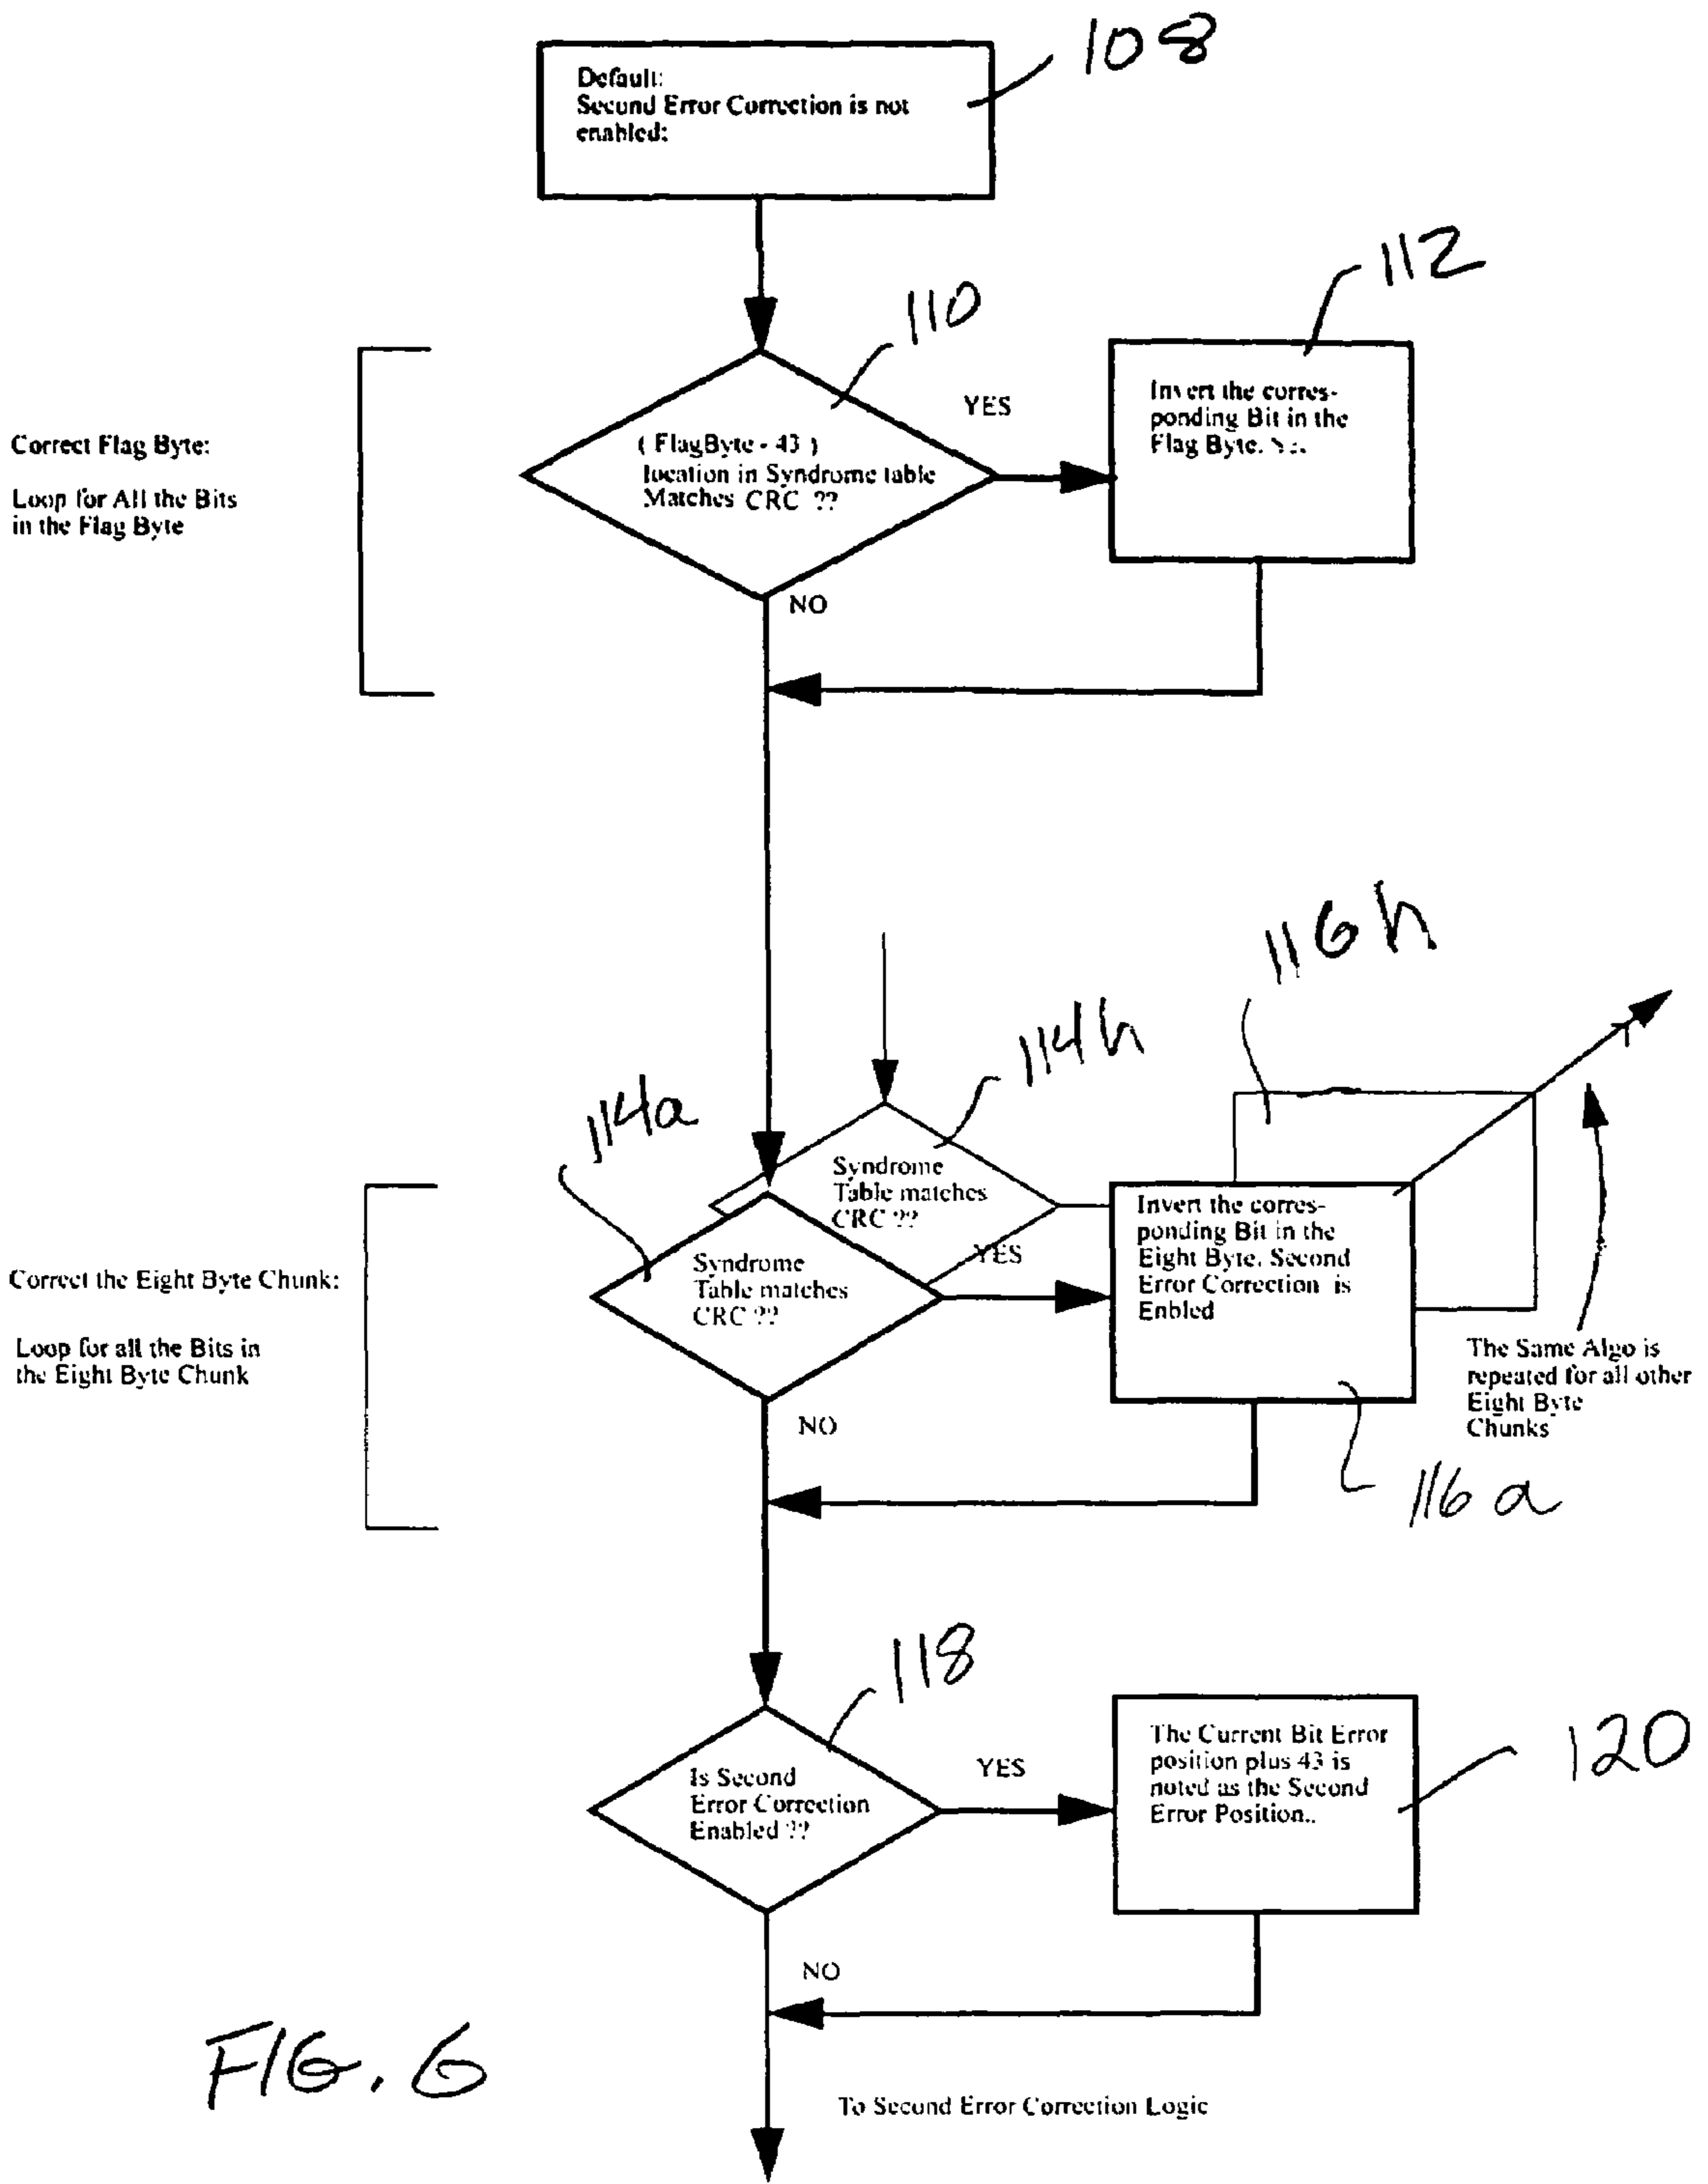 108
Default:
Second Error Correction is not
enabled:
112
110
YES
Invert the corres-
ponding Bit in the
Flag Byte.
Correct Flag Byte:
( FlagByte - 43 )
location in Syndrome table
Matches CRC ??
Loop for All the Bits
in the Flag Byte
NO
116h
114h
114a
Syndrome
Table matches
CRC ??
Syndrome
Table matches
CRC ??
YES
Invert the corres-
ponding Bit in the
Eight Byte. Second
Error Correction is
Enbled
Correct the Eight Byte Chunk:
Loop for all the Bits in
the Eight Byte Chunk
The Same Algo is
repeated for all other
Eight Byte
Chunks
NO
116a
118
Is Second
Error Correction
Enabled ??
YES
The Current Bit Error
position plus 43 is
noted as the Second
Error Position..
120
NO
FIG. 6
To Second Error Correction Logic